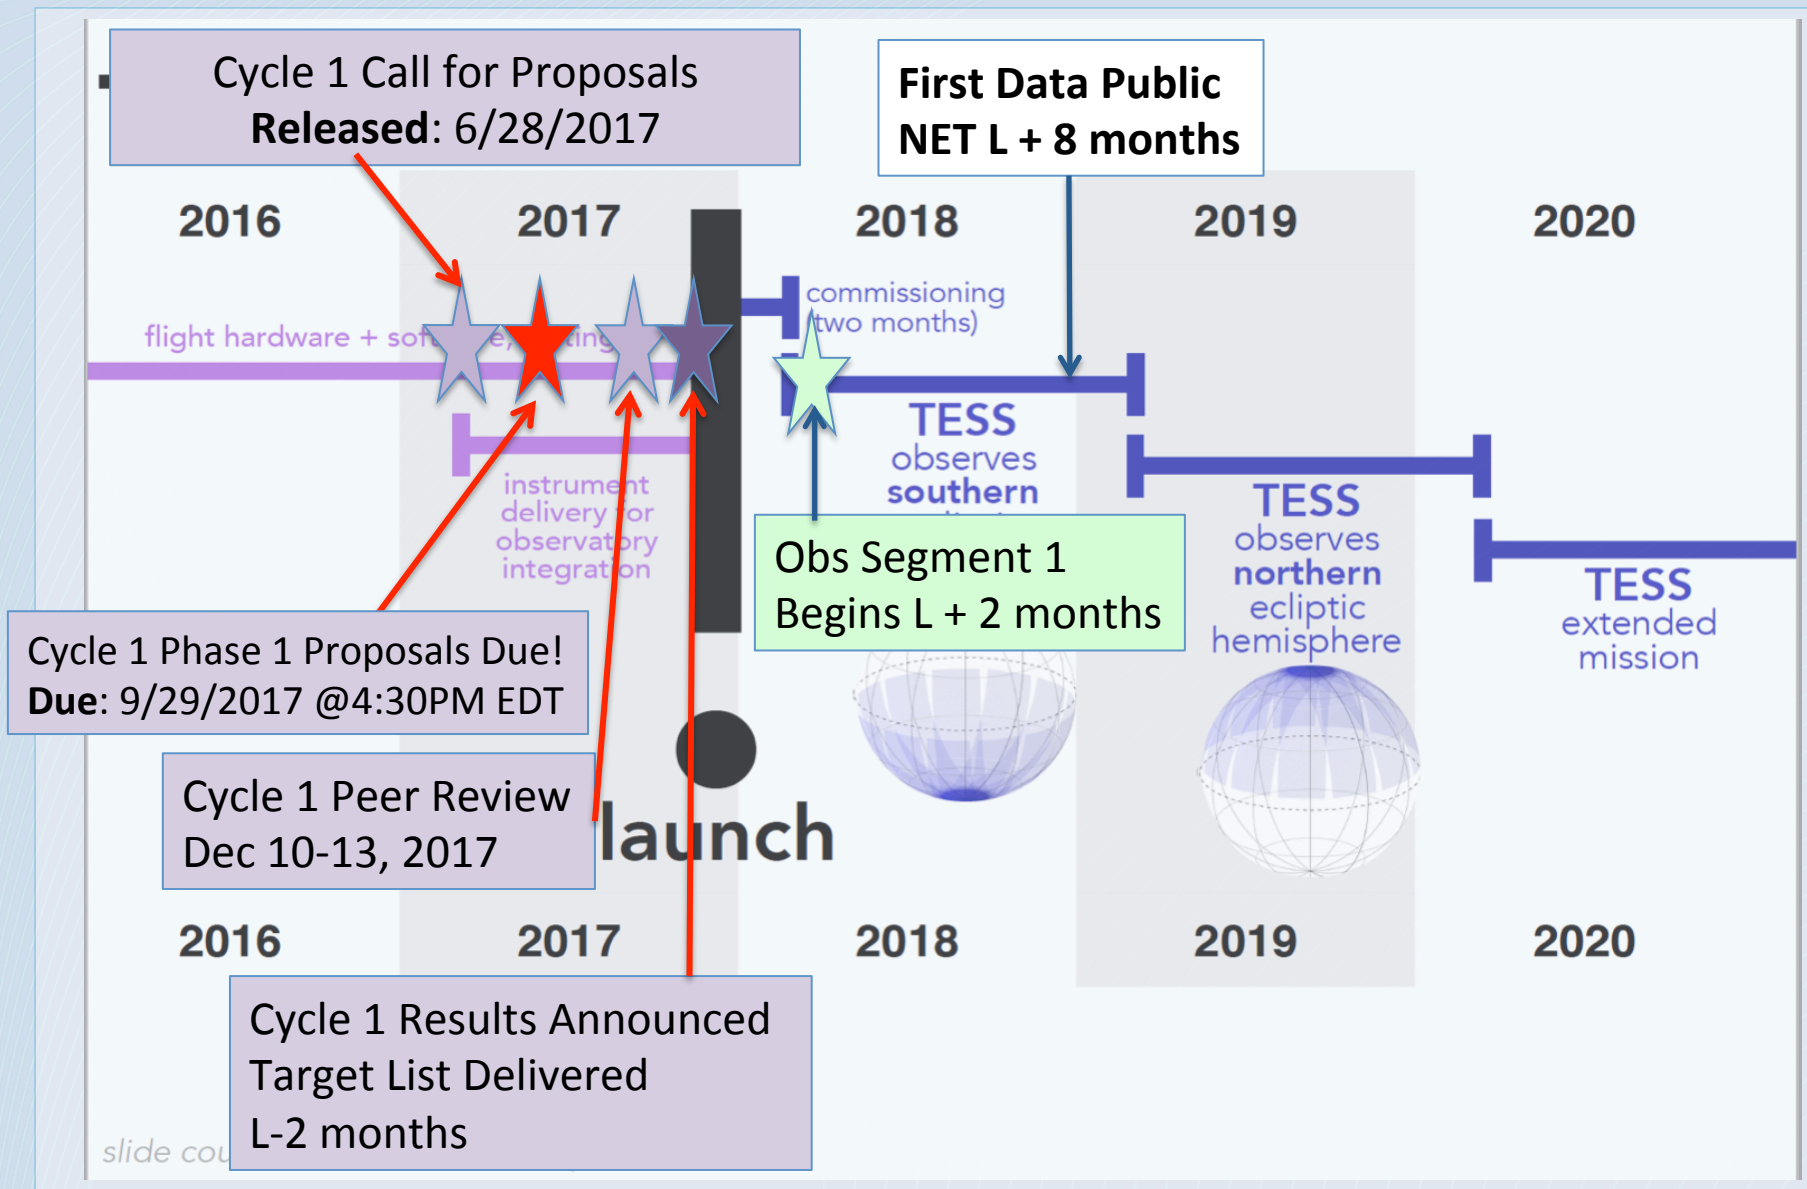 Cycle 1 Call for Proposals
Released: 6/28/2017
First Data Public
NET L + 8 months
2016 2017 2018 2019 2020
commissioning
two months)
flight hardware +
TESS
observes
southern
instrument
delivery for
observatory
integration
TESS
observes
northern
ecliptic
hemisphere
TESS
extended
mission
Obs Segment 1
Begins L + 2 months
Cycle 1 Phase 1 Proposals Due!
Due: 9/29/2017 @4:30PM EDT
Cycle 1 Peer Review
Dec 10-13, 2017
launch
2016 2017 2018 2019 2020
Cycle 1 Results Announced
Target List Delivered
L-2 months
slide